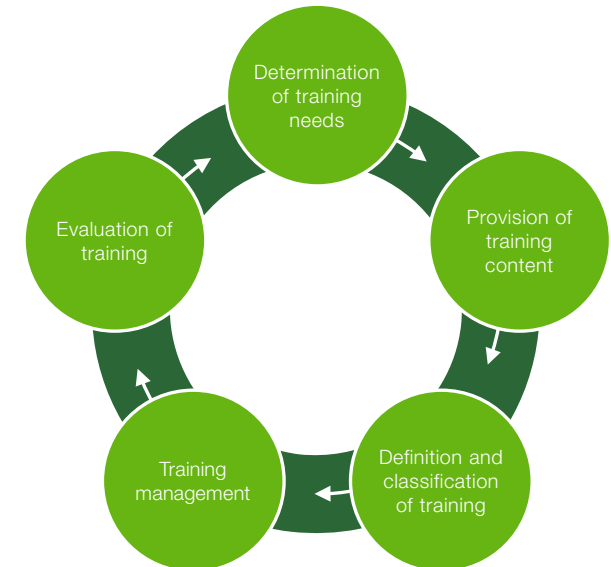 Determination
of training
needs
Provision of
training
content
Definition and
classification
of training
Training
management
Evaluation of
training